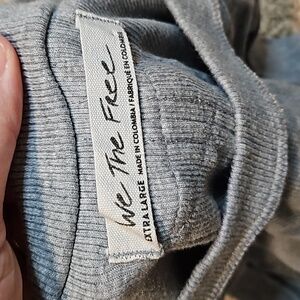 We The Free
EXTRA LARGE MADE IN COLOMBIA / FABRIQUÉ EN COLOMBIE